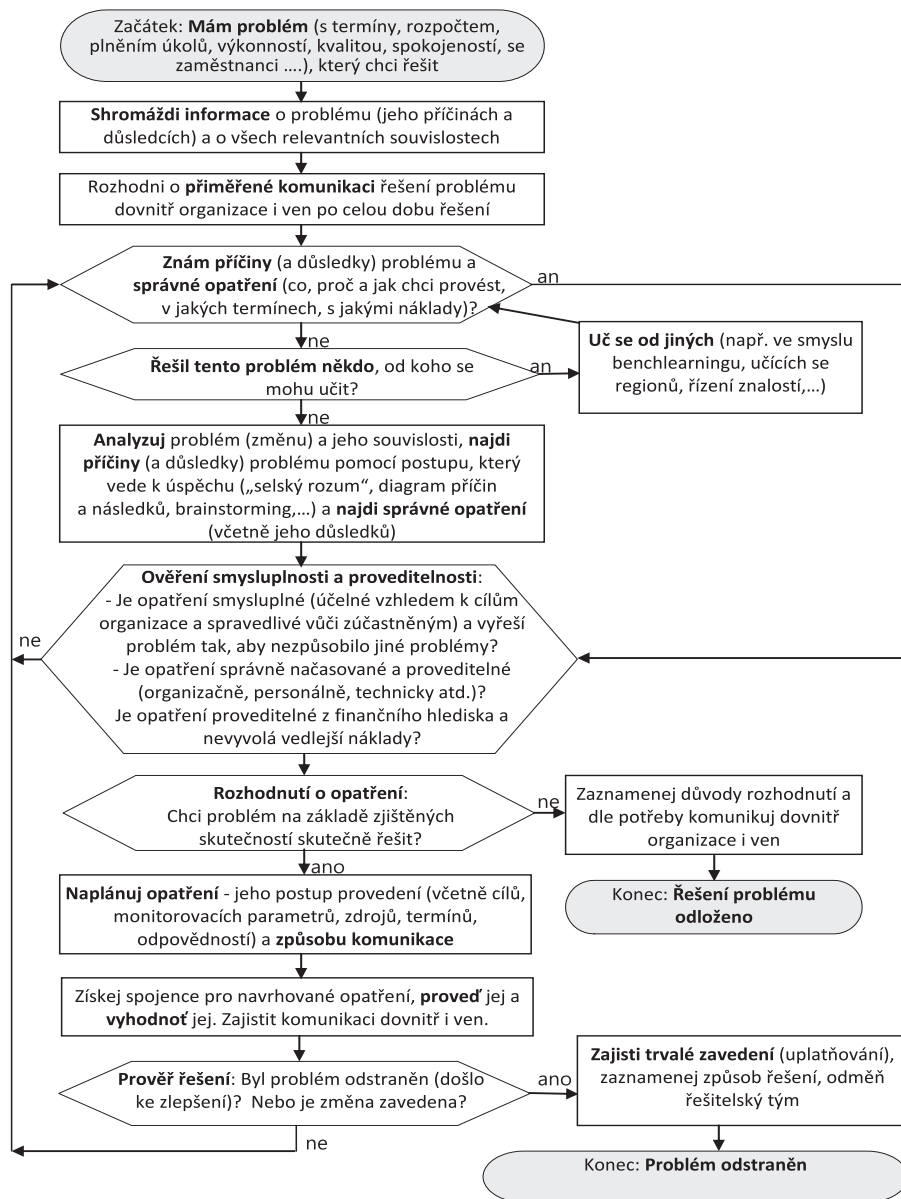 Začátek: Mám problém (s termíny, rozpočtem,
plněním úkolů, výkonností, kvalitou, spokojeností, se
zaměstnanci ….), který chci řešit
Shromáždi informace o problému (jeho příčinách a
důsledcích) a o všech relevantních souvislostech
Rozhodni o přiměřené komunikaci řešení problému
dovnitř organizace i ven po celou dobu řešení
Znám příčiny (a důsledky) problému a
správné opatření (co, proč a jak chci provést,
v jakých termínech, s jakými náklady)?
an
ne
Řešil tento problém někdo, od koho se
mohu učit?
an
Uč se od jiných (např. ve smyslu
benchlearningu, učících se
regionů, řízení znalostí,…)
ne
Analyzuj problém (změnu) a jeho souvislosti, najdi
příčiny (a důsledky) problému pomocí postupu, který
vede k úspěchu („selský rozum“, diagram příčin
a následků, brainstorming,…) a najdi správné opatření
(včetně jeho důsledků)
Ověření smysluplnosti a proveditelnosti:
- Je opatření smysluplné (účelné vzhledem k cílům
organizace a spravedlivé vůči zúčastněným) a vyřeší
problém tak, aby nezpůsobilo jiné problémy?
- Je opatření správně načasované a proveditelné
(organizačně, personálně, technicky atd.)?
Je opatření proveditelné z finančního hlediska a
nevyvolá vedlejší náklady?
ne
Rozhodnutí o opatření:
Chci problém na základě zjištěných
skutečností skutečně řešit?
ne
Zaznamenej důvody rozhodnutí a
dle potřeby komunikuj dovnitř
organizace i ven
Konec: Řešení problému
odloženo
ano
Naplánuj opatření - jeho postup provedení (včetně cílů,
monitorovacích parametrů, zdrojů, termínů,
odpovědností) a způsobu komunikace
Získej spojence pro navrhované opatření, proveď jej a
vyhodnoť jej. Zajistit komunikaci dovnitř i ven.
Prověř řešení: Byl problém odstraněn (došlo
ke zlepšení)? Nebo je změna zavedena?
ano
Zajisti trvalé zavedení (uplatňování),
zaznamenej způsob řešení, odměň
řešitelský tým
ne
Konec: Problém odstraněn